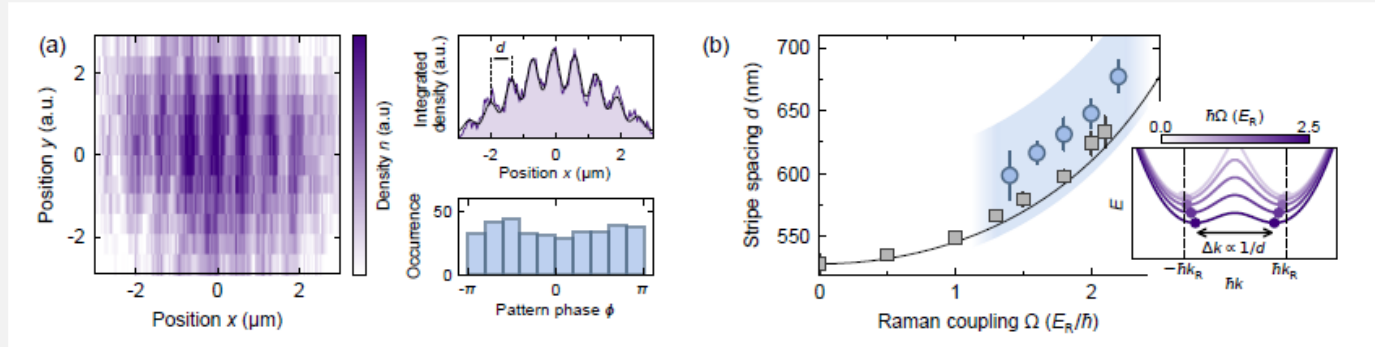 (a)
Position y (a.u.)
2
0
-2
-2
0
2
Position x (µm)
Density n (a.u)
Integrated
density (a.u.)
d
-2
0
2
Position x (µm)
Occurrence
50
0
-π
0
π
Pattern phase ϕ
(b)
Stripe spacing d (nm)
700
650
600
550
0
1
2
Raman coupling Ω (E_R/ħ)
ħΩ (E_R)
0.0
2.5
E
Δk ∝ 1/d
-ħk_R
ħk_R
ħk